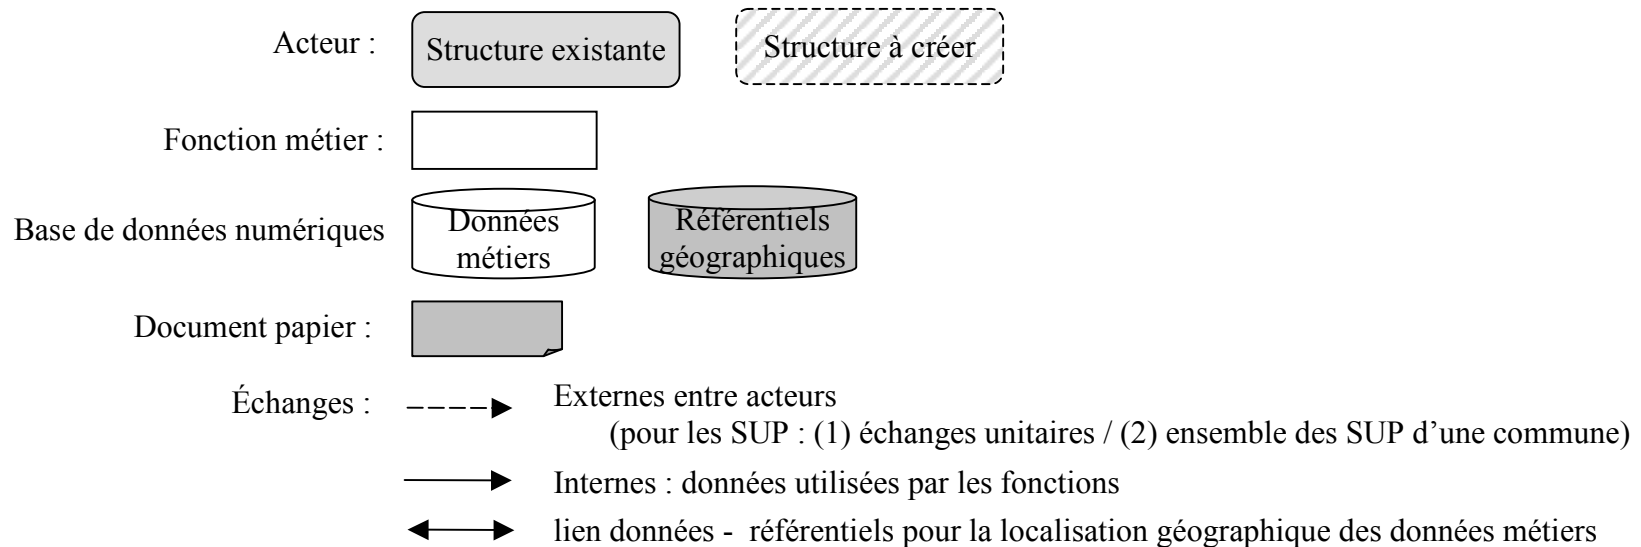 Acteur : Structure existante Structure à créer
Fonction métier :
Base de données numériques Données métiers Référentiels géographiques
Document papier :
Échanges : Externes entre acteurs
(pour les SUP : (1) échanges unitaires / (2) ensemble des SUP d’une commune)
Internes : données utilisées par les fonctions
lien données - référentiels pour la localisation géographique des données métiers